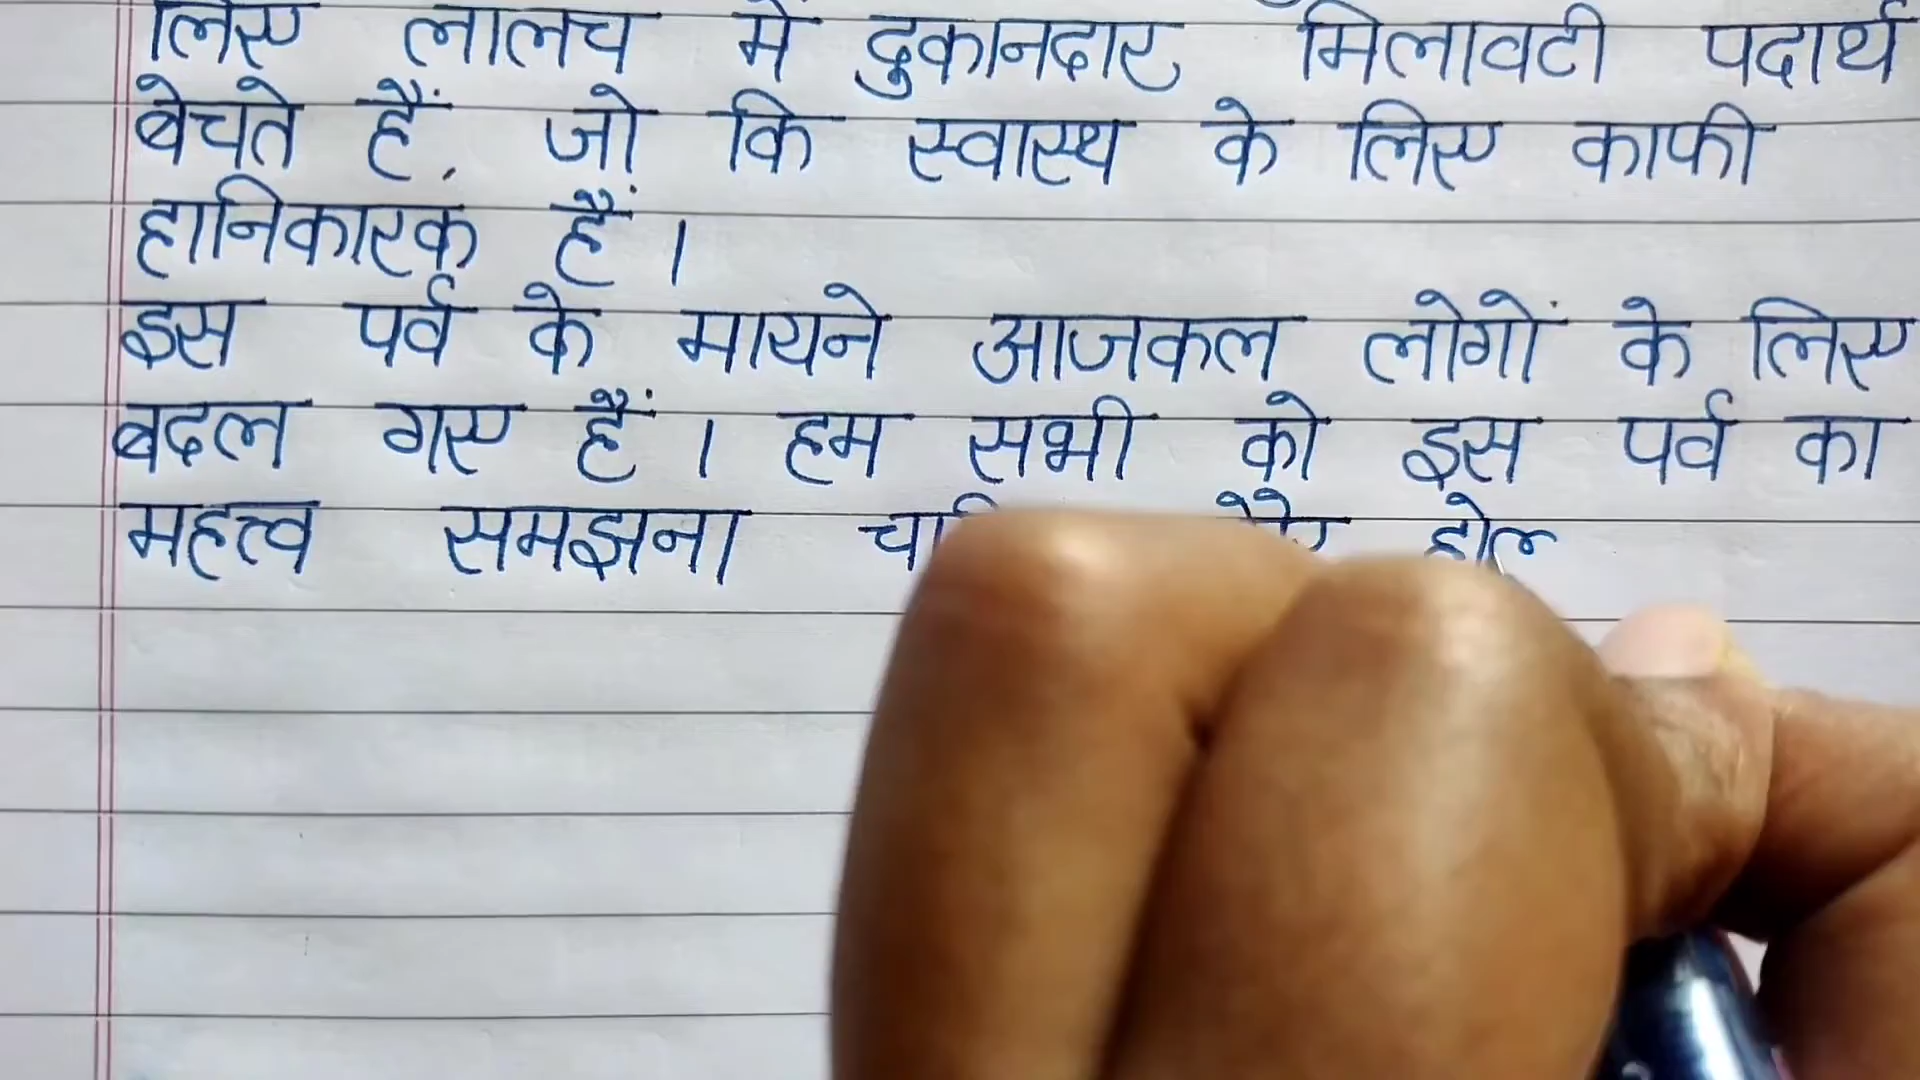 लिए लालच में दुकानदार मिलावटी पदार्थ
बेचते हैं, जो कि स्वास्थ के लिए काफी
हानिकारक हैं।
इस पर्व के मायने आजकल लोगों के लिए
बदल गए हैं। हम सभी को इस पर्व का
महत्त्व समझना